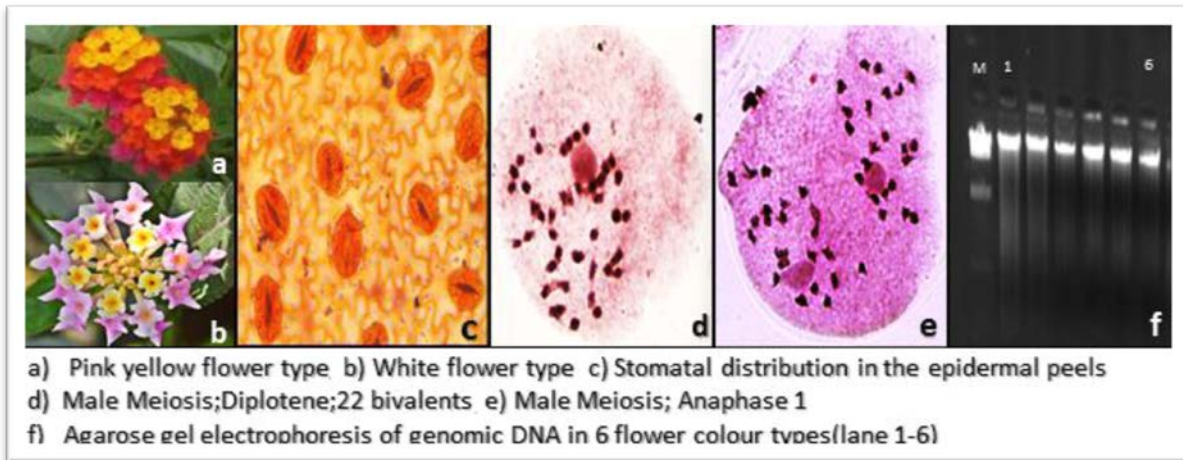 M 1 6
a b c d e f
a) Pink yellow flower type b) White flower type c) Stomatal distribution in the epidermal peels
d) Male Meiosis;Diplotene;22 bivalents e) Male Meiosis; Anaphase 1
f) Agarose gel electrophoresis of genomic DNA in 6 flower colour types(lane 1-6)